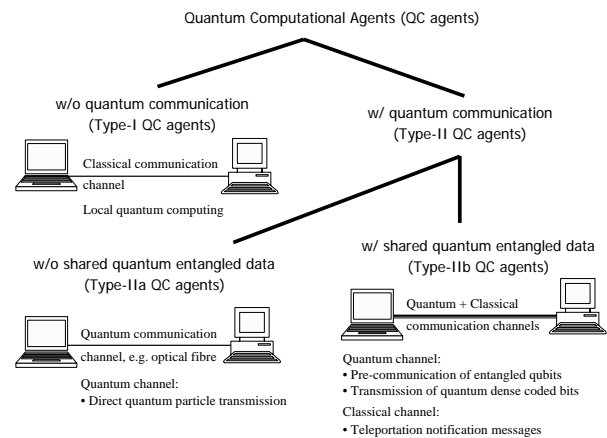 Quantum Computational Agents (QC agents)
w/o quantum communication
(Type-I QC agents)
w/ quantum communication
(Type-II QC agents)
Classical communication
channel
Local quantum computing
w/o shared quantum entangled data
(Type-IIa QC agents)
w/ shared quantum entangled data
(Type-IIb QC agents)
Quantum communication
channel, e.g. optical fibre
Quantum channel:
• Direct quantum particle transmission
Quantum + Classical
communication channels
Quantum channel:
• Pre-communication of entangled qubits
• Transmission of quantum dense coded bits
Classical channel:
• Teleportation notification messages